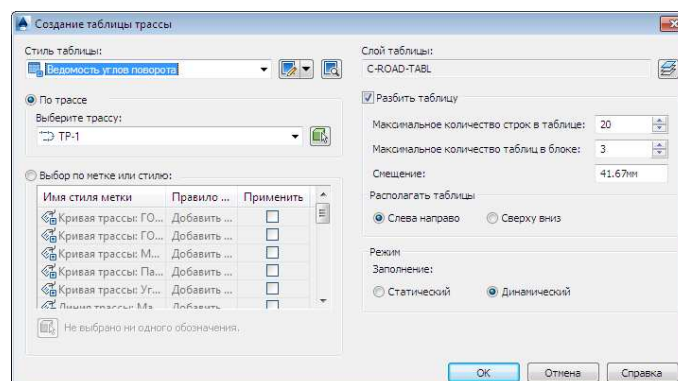 Создание таблицы трассы
Стиль таблицы:
Ведомость углов поворота
По трассе
Выберите трассу:
ТР-1
Выбор по метке или стилю:
Имя стиля метки Правило ... Применить
Кривая трассы: ГО... Добавить ...
Кривая трассы: ГО... Добавить ...
Кривая трассы: М... Добавить ...
Кривая трассы: Па... Добавить ...
Кривая трассы: Уг... Добавить ...
Линия трассы: Ма... Добавить ...
Не выбрано ни одного обозначения.
Слой таблицы:
C-ROAD-TABL
Разбить таблицу
Максимальное количество строк в таблице: 20
Максимальное количество таблиц в блоке: 3
Смещение: 41.67мм
Располагать таблицы
Слева направо Сверху вниз
Режим
Заполнение:
Статический Динамический
OK Отмена Справка